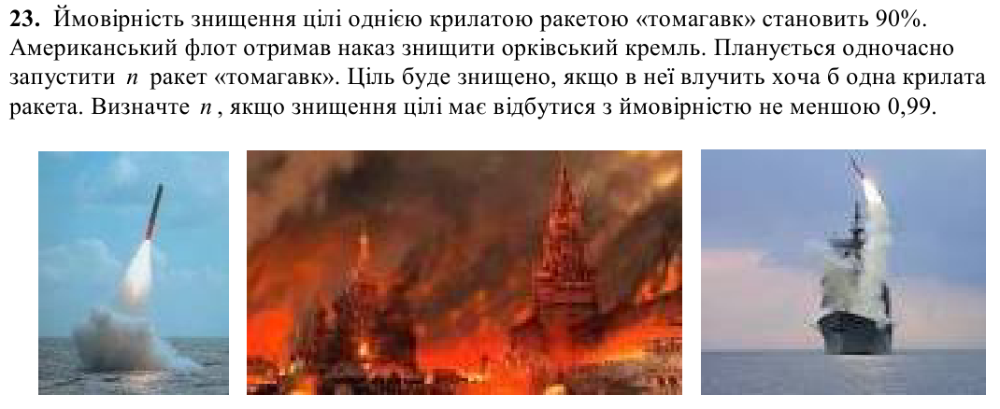 23. Ймовірність знищення цілі однією крилатою ракетою «томагавк» становить 90%.
Американський флот отримав наказ знищити орківський кремль. Планується одночасно
запустити n ракет «томагавк». Ціль буде знищено, якщо в неї влучить хоча б одна крилата
ракета. Визначте n, якщо знищення цілі має відбутися з ймовірністю не меншою 0,99.